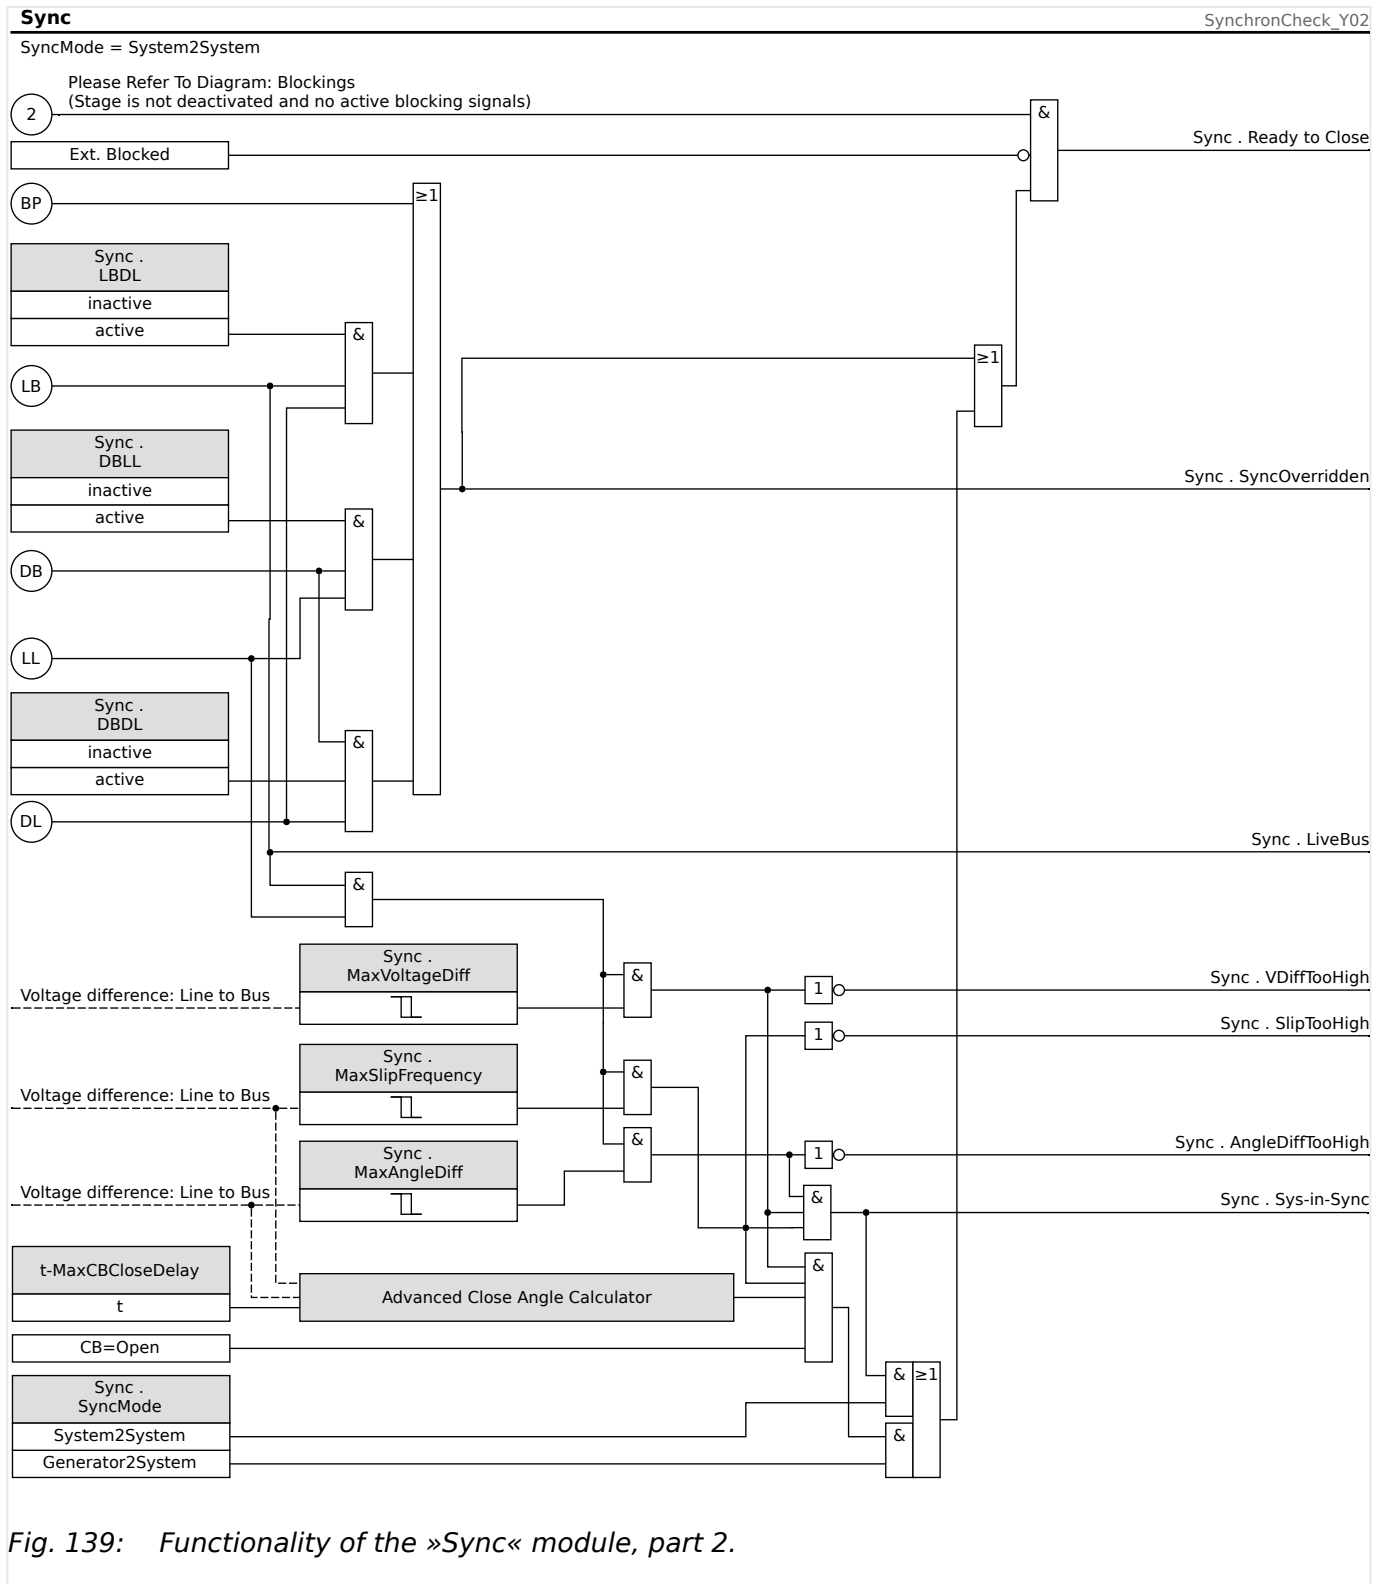 Sync
SynchronCheck_Y02
SyncMode = System2System
Please Refer To Diagram: Blockings
(Stage is not deactivated and no active blocking signals)
2
&
Sync . Ready to Close
Ext. Blocked
BP
≥1
Sync .
LBDL
inactive
active
&
≥1
LB
Sync .
DBLL
inactive
active
&
Sync . SyncOverridden
DB
LL
Sync .
DBDL
inactive
active
&
DL
Sync . LiveBus
&
Sync .
MaxVoltageDiff
Voltage difference: Line to Bus
&
1
Sync . VDiffTooHigh
1
Sync . SlipTooHigh
Sync .
MaxSlipFrequency
Voltage difference: Line to Bus
&
&
1
Sync . AngleDiffTooHigh
Sync .
MaxAngleDiff
Voltage difference: Line to Bus
&
Sync . Sys-in-Sync
t-MaxCBCloseDelay
t
Advanced Close Angle Calculator
&
CB=Open
Sync .
SyncMode
System2System
Generator2System
&
≥1
&
Fig. 139: Functionality of the »Sync« module, part 2.